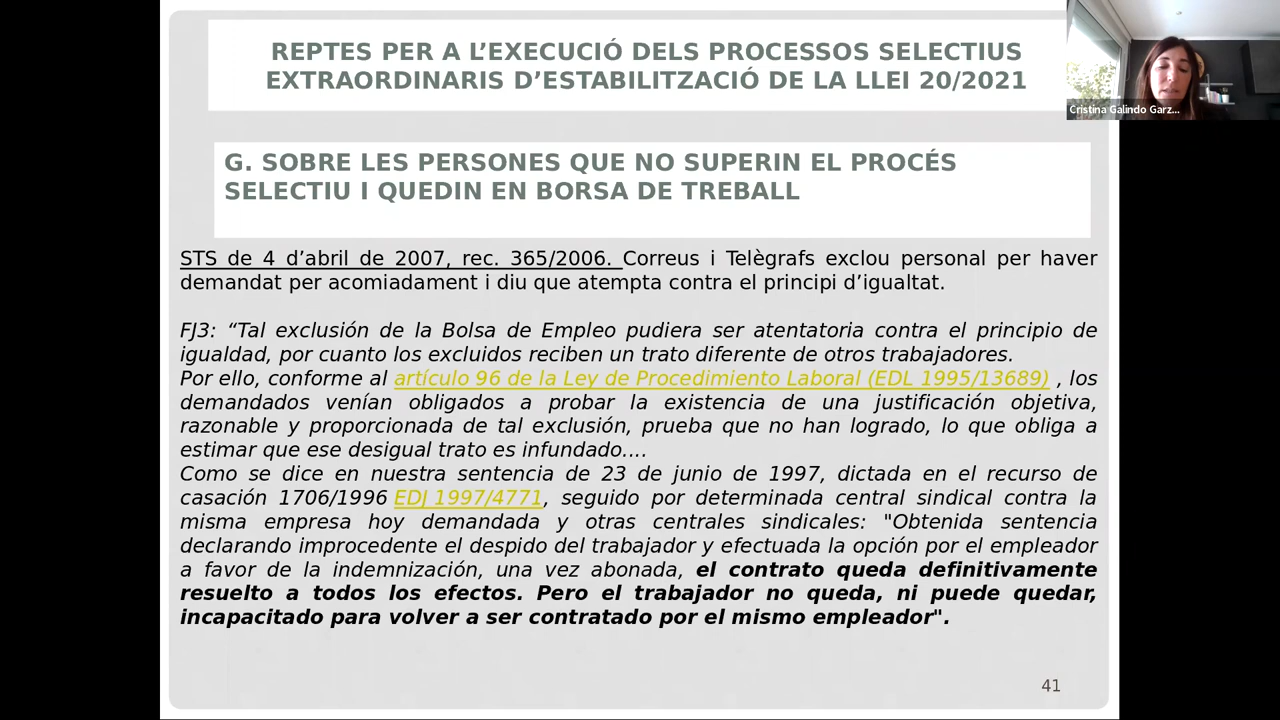 REPTES PER A L’EXECUCIÓ DELS PROCESSOS SELECTIUS
EXTRAORDINARIS D’ESTABILITZACIÓ DE LA LLEI 20/2021
Cristina Galindo Garz...
G. SOBRE LES PERSONES QUE NO SUPERIN EL PROCÉS
SELECTIU I QUEDIN EN BORSA DE TREBALL
STS de 4 d’abril de 2007, rec. 365/2006. Correus i Telègrafs exclou personal per haver
demandat per acomiadament i diu que atempta contra el principi d’igualtat.
FJ3: “Tal exclusión de la Bolsa de Empleo pudiera ser atentatoria contra el principio de
igualdad, por cuanto los excluidos reciben un trato diferente de otros trabajadores.
Por ello, conforme al artículo 96 de la Ley de Procedimiento Laboral (EDL 1995/13689) , los
demandados venían obligados a probar la existencia de una justificación objetiva,
razonable y proporcionada de tal exclusión, prueba que no han logrado, lo que obliga a
estimar que ese desigual trato es infundado....
Como se dice en nuestra sentencia de 23 de junio de 1997, dictada en el recurso de
casación 1706/1996 EDJ 1997/4771, seguido por determinada central sindical contra la
misma empresa hoy demandada y otras centrales sindicales: "Obtenida sentencia
declarando improcedente el despido del trabajador y efectuada la opción por el empleador
a favor de la indemnización, una vez abonada, el contrato queda definitivamente
resuelto a todos los efectos. Pero el trabajador no queda, ni puede quedar,
incapacitado para volver a ser contratado por el mismo empleador".
41